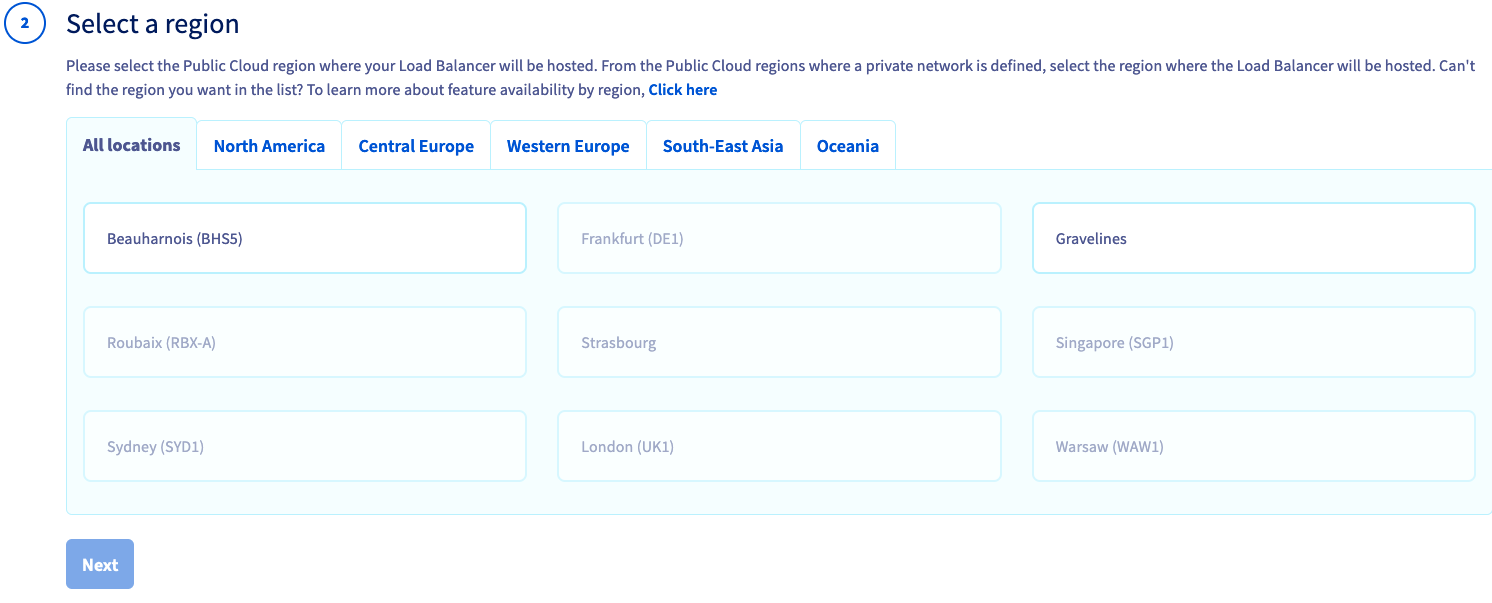 2
Select a region
Please select the Public Cloud region where your Load Balancer will be hosted. From the Public Cloud regions where a private network is defined, select the region where the Load Balancer will be hosted. Can't
find the region you want in the list? To learn more about feature availability by region, Click here
All locations North America Central Europe Western Europe South-East Asia Oceania
Beauharnois (BHS5) Frankfurt (DE1) Gravelines
Roubaix (RBX-A) Strasbourg Singapore (SGP1)
Sydney (SYD1) London (UK1) Warsaw (WAW1)
Next